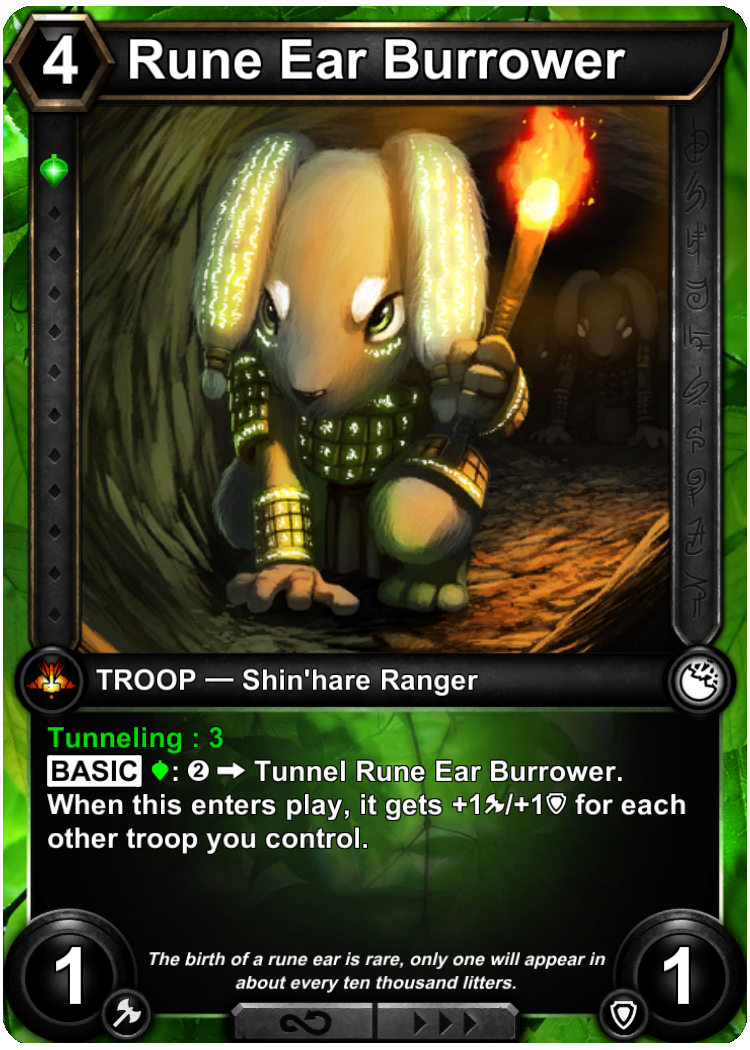 4 Rune Ear Burrower
TROOP — Shin'hare Ranger
Tunneling : 3
BASIC : ② ➡ Tunnel Rune Ear Burrower.
When this enters play, it gets +1/+1 for each
other troop you control.
The birth of a rune ear is rare, only one will appear in
about every ten thousand litters.
1 1